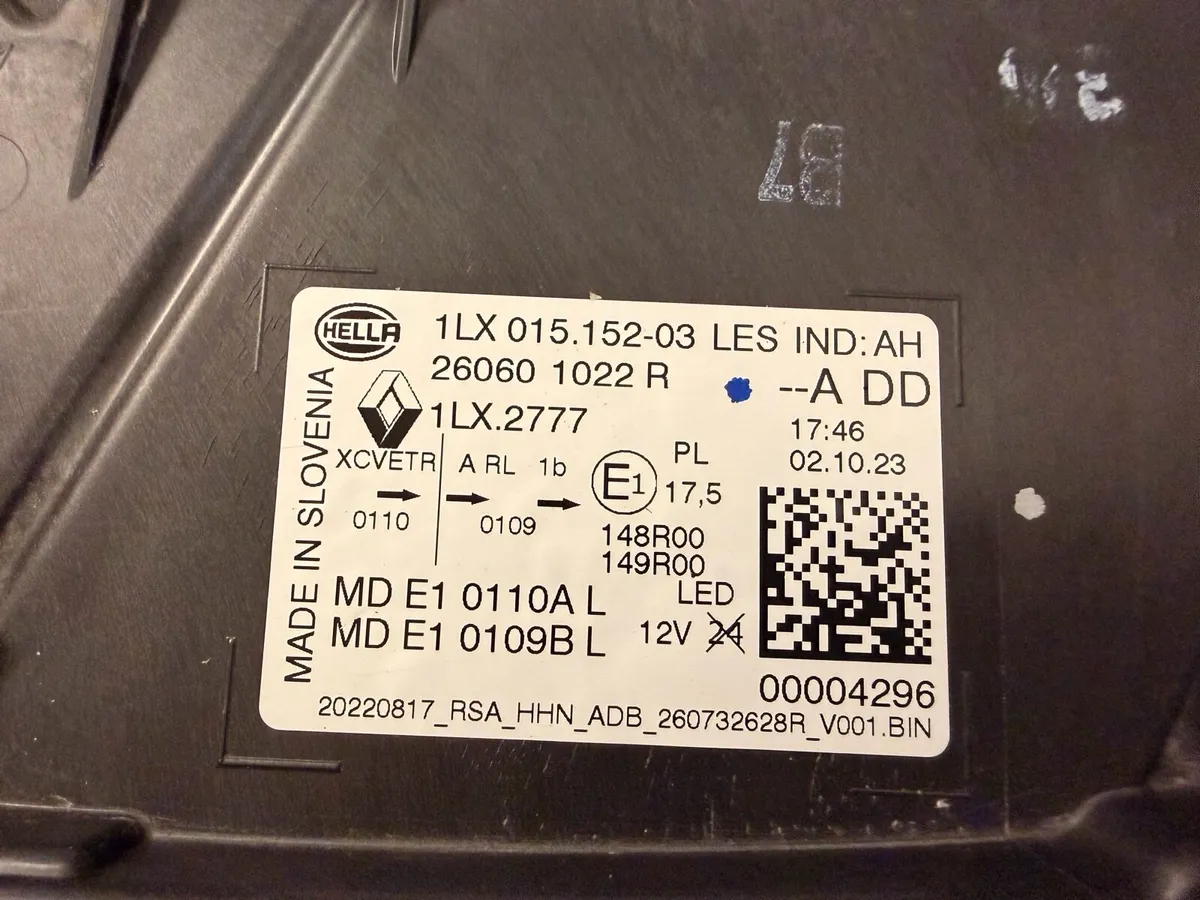 B7
HELLA
1LX 015.152-03 LES IND: AH
26060 1022 R
--A DD
1LX.2777
17:46
02.10.23
MADE IN SLOVENIA
XCVETR
A RL 1b
E1
PL
17,5
0110
0109
148R00
149R00
LED
MD E1 0110A L
MD E1 0109B L
12V 24
00004296
20220817_RSA_HHN_ADB_260732628R_V001.BIN